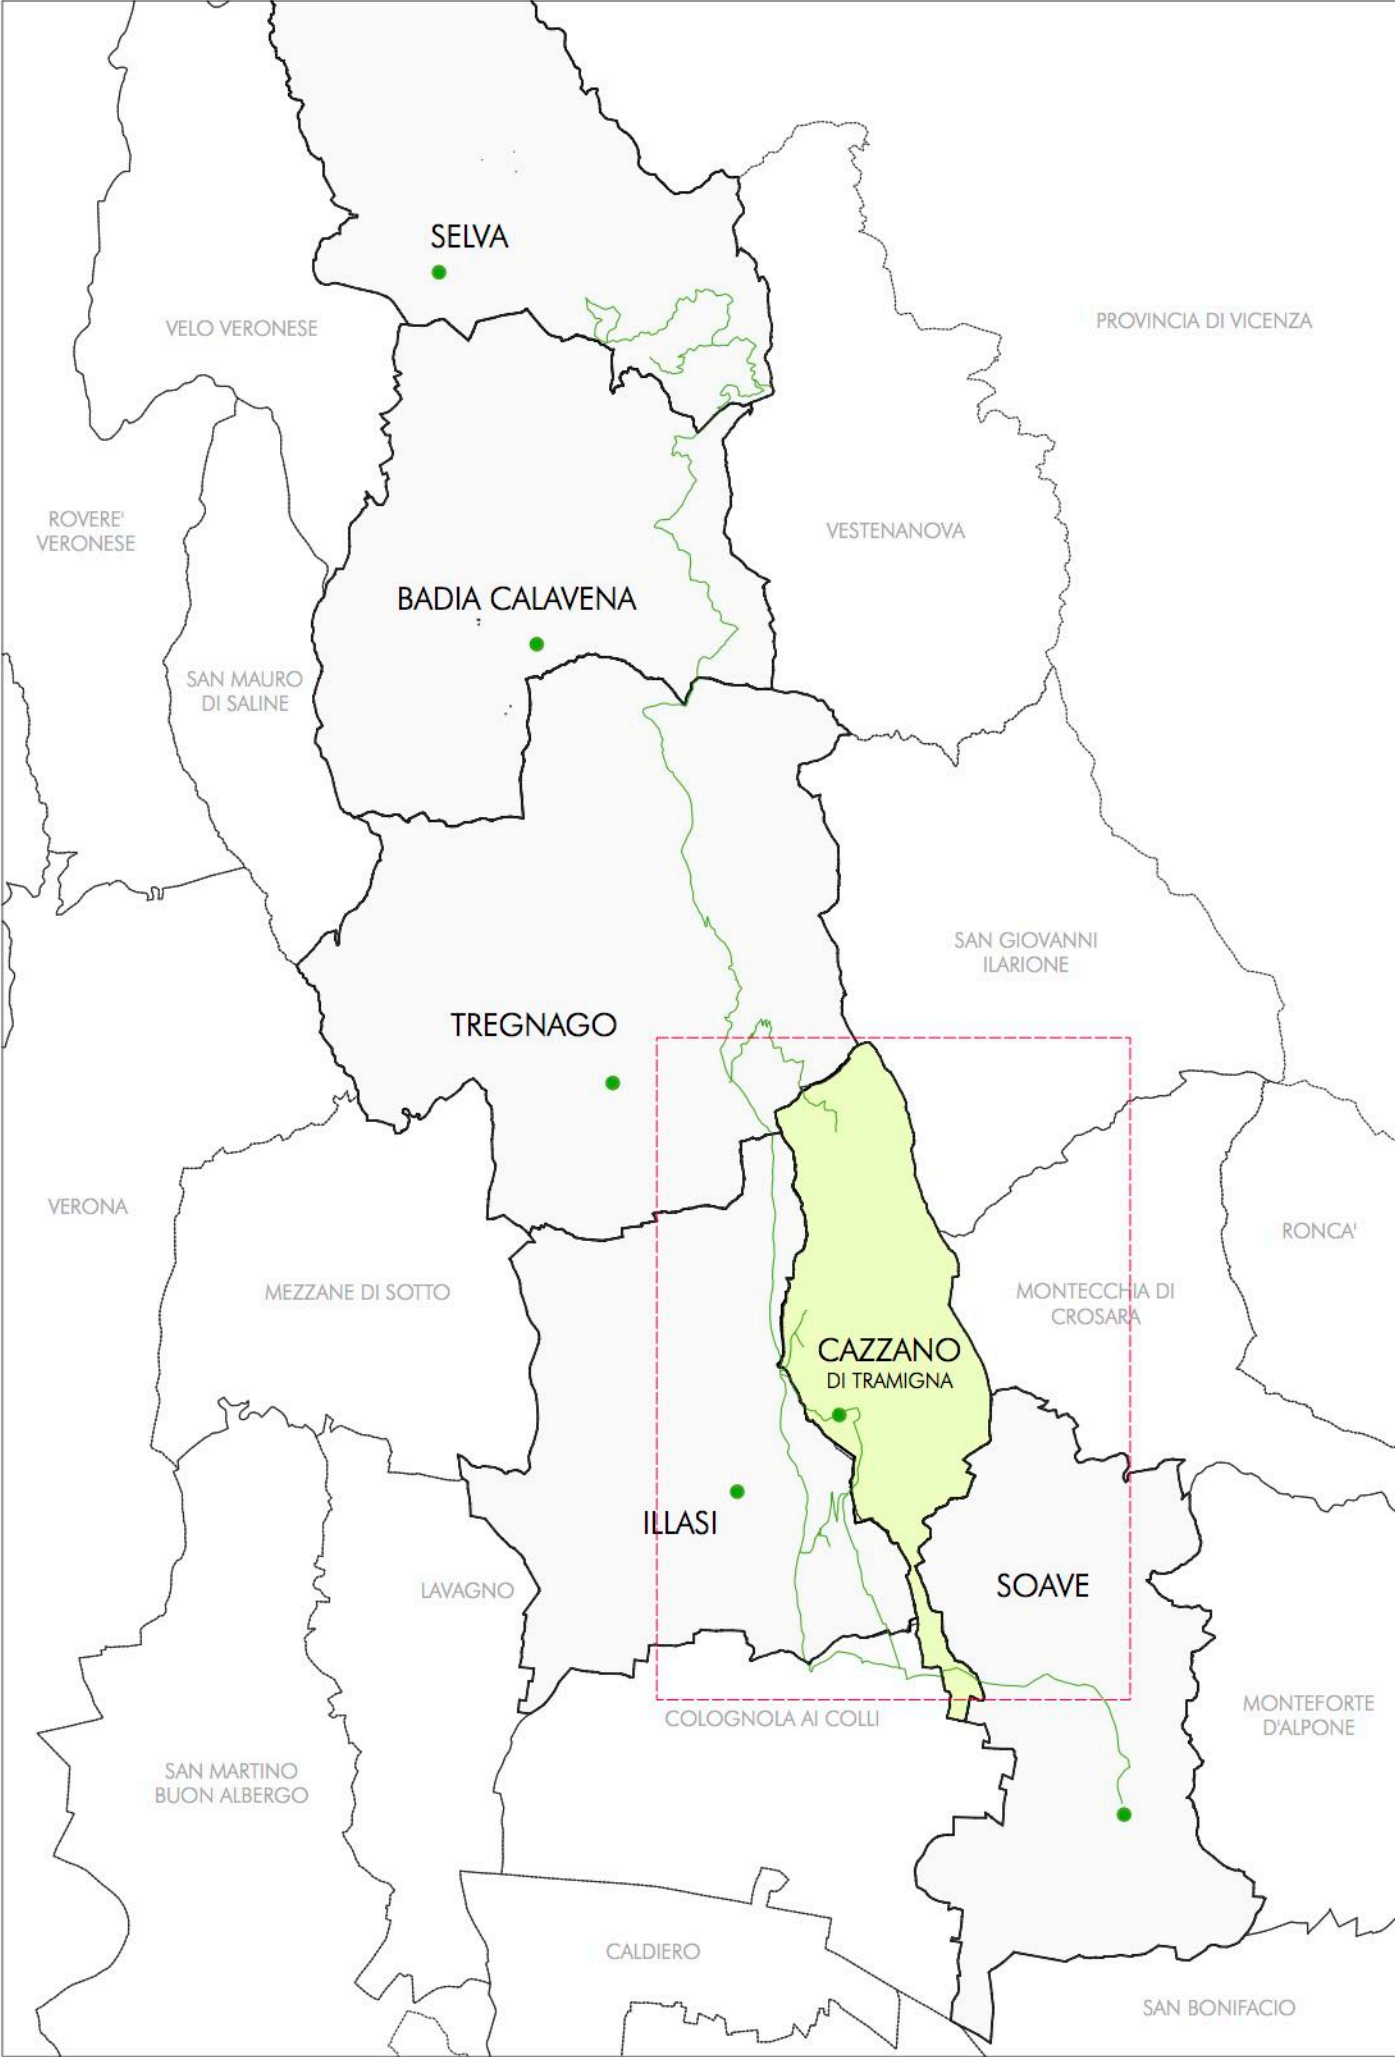 SELVA
VELO VERONESE
PROVINCIA DI VICENZA
ROVERE'
VERONESE
VESTENANOVA
BADIA CALAVENA
SAN MAURO
DI SALINE
SAN GIOVANNI
ILARIONE
TREGNAGO
VERONA
RONCA'
MEZZANE DI SOTTO
MONTECCHIA DI
CROSARA
CAZZANO
DI TRAMIGNA
ILLASI
LAVAGNO
SOAVE
COLOGNOLA AI COLLI
MONTEFORTE
D'ALPONE
SAN MARTINO
BUON ALBERGO
CALDIERO
SAN BONIFACIO